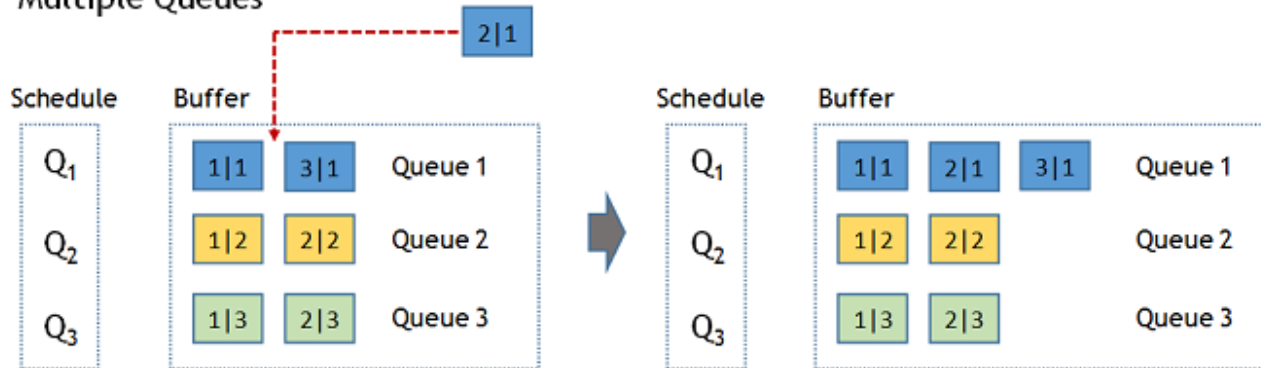 Multiple Queues
2|1
Schedule Buffer
Q1 1|1 3|1 Queue 1
Q2 1|2 2|2 Queue 2
Q3 1|3 2|3 Queue 3
Schedule Buffer
Q1 1|1 2|1 3|1 Queue 1
Q2 1|2 2|2 Queue 2
Q3 1|3 2|3 Queue 3